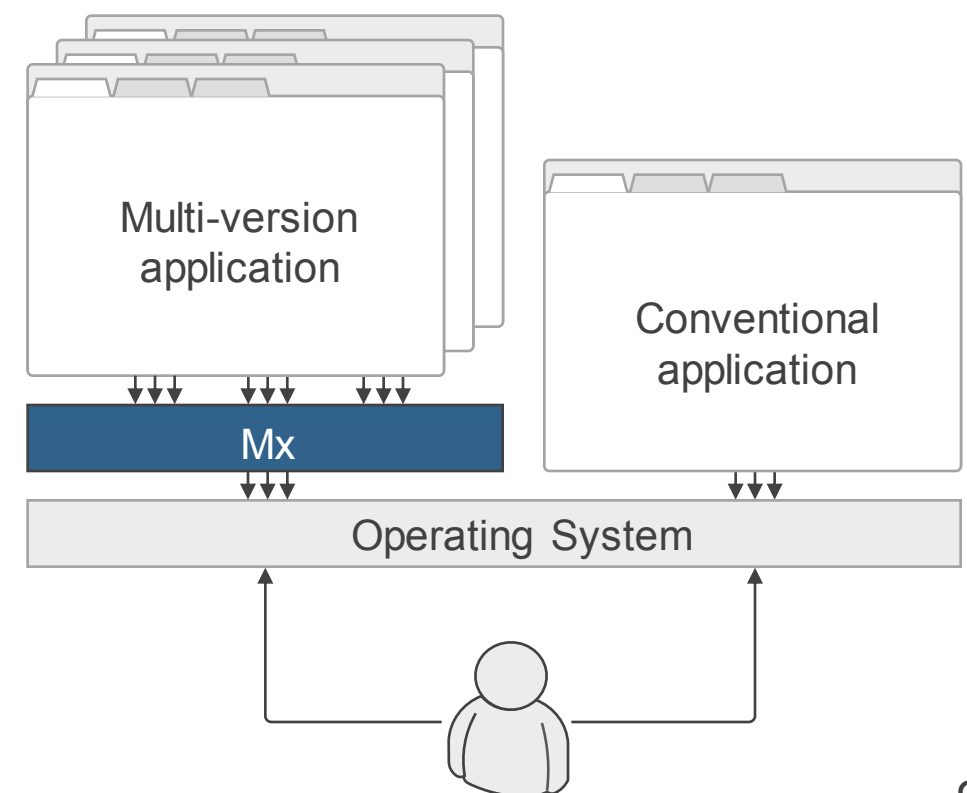 Multi-version
application
Conventional
application
Mx
Operating System